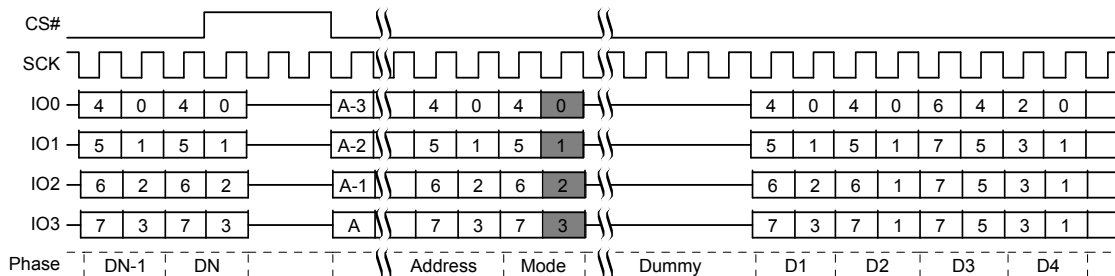 CS#
SCK
IO0 4 0 4 0 A-3 4 0 4 0 4 0 4 0 6 4 2 0
IO1 5 1 5 1 A-2 5 1 5 1 5 1 5 1 7 5 3 1
IO2 6 2 6 2 A-1 6 2 6 2 6 2 6 1 7 5 3 1
IO3 7 3 7 3 A 7 3 7 3 7 3 7 1 7 5 3 1
Phase DN-1 DN Address Mode Dummy D1 D2 D3 D4